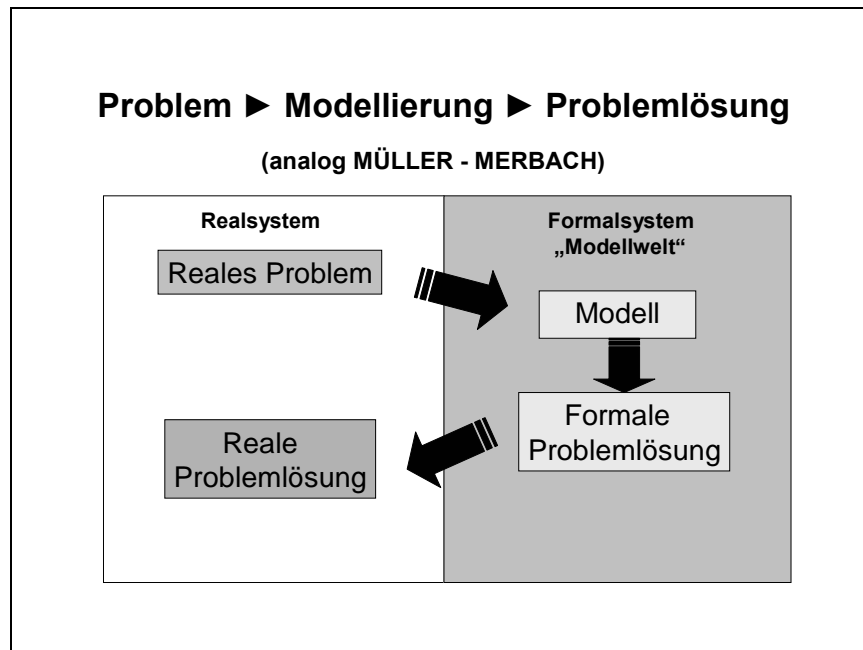 Problem ► Modellierung ► Problemlösung
(analog MÜLLER - MERBACH)
Realsystem
Reales Problem
Reale
Problemlösung
Formalsystem
„Modellwelt“
Modell
Formale
Problemlösung